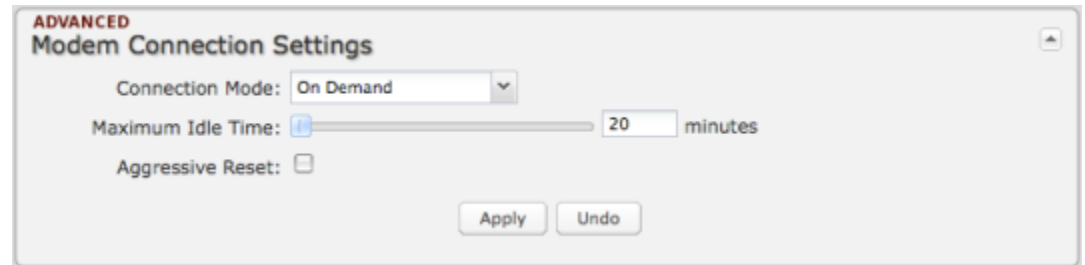 ADVANCED
Modem Connection Settings
Connection Mode: On Demand
Maximum Idle Time: 20 minutes
Aggressive Reset:
Apply Undo